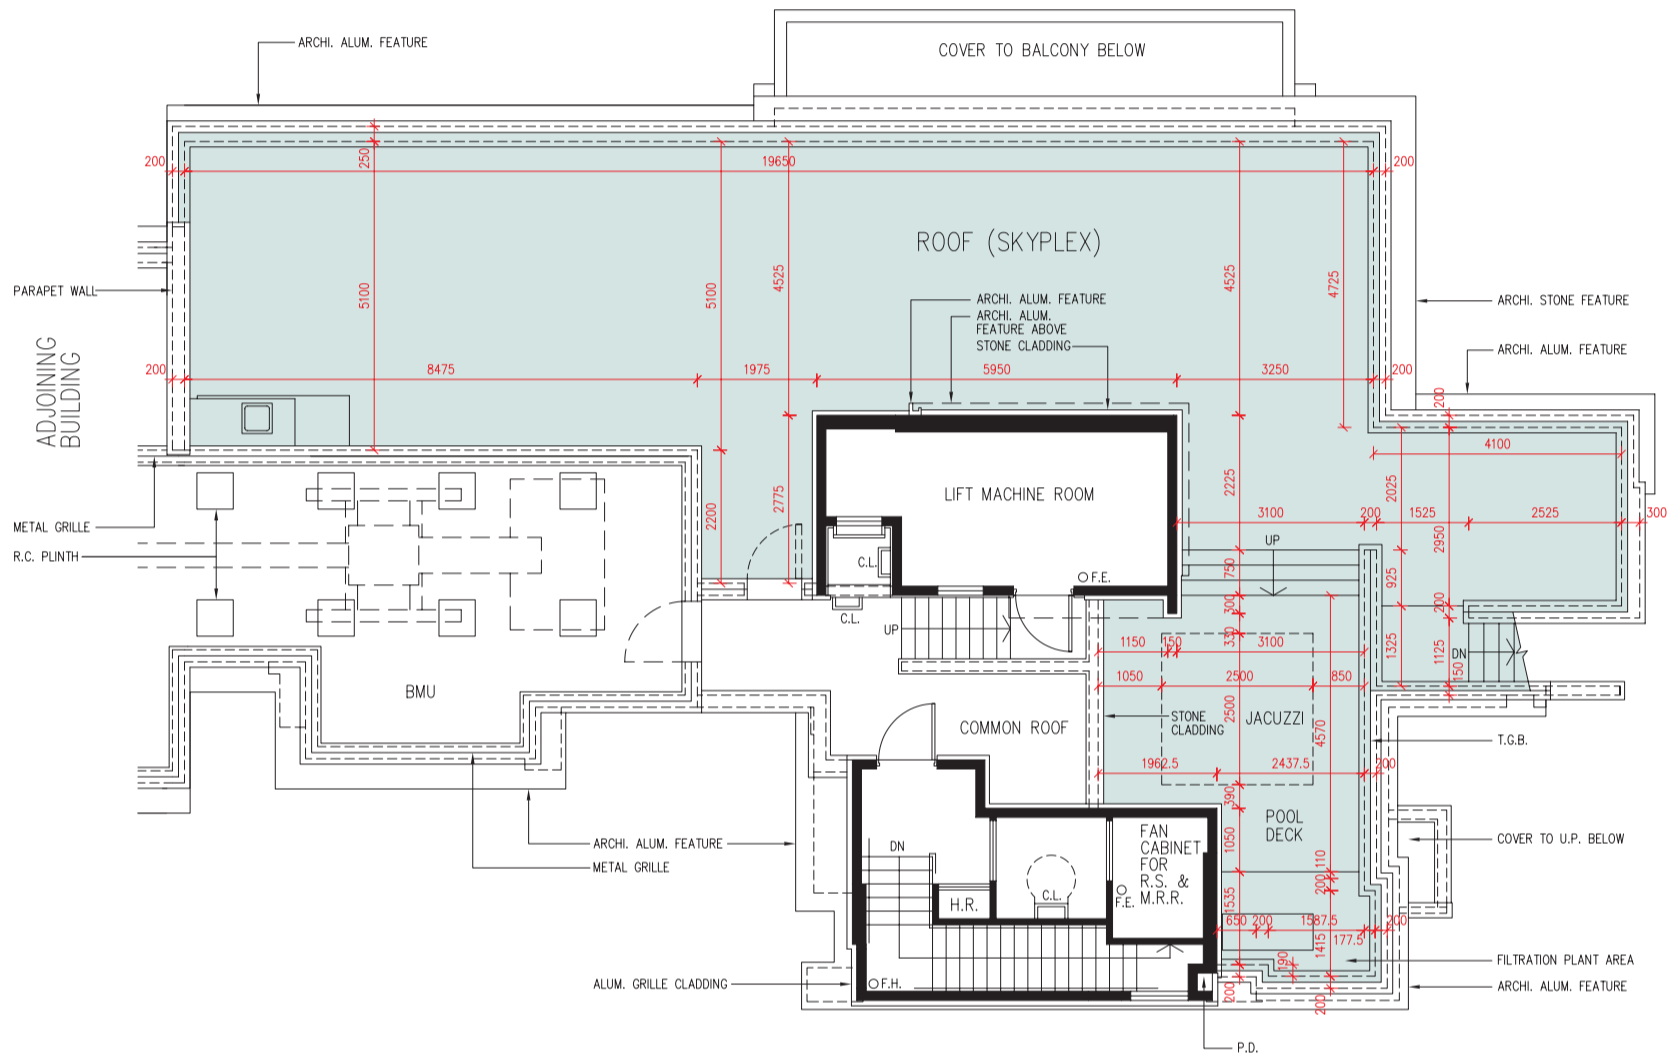 COVER TO BALCONY BELOW
ARCHI. ALUM. FEATURE
200
250
19650
200
ROOF (SKYPLEX)
PARAPET WALL
5100
5100
4525
4525
4725
ARCHI. ALUM. FEATURE
ARCHI. ALUM.
FEATURE ABOVE
STONE CLADDING
ARCHI. STONE FEATURE
ARCHI. ALUM. FEATURE
ADJOINING
BUILDING
200
8475
1975
5950
3250
200
200
4100
METAL GRILLE
R.C. PLINTH
2200
2775
LIFT MACHINE ROOM
2225
2025
3100
200
1525
2525
300
2950
UP
C.L.
O F.E.
750
925
200
C.L.
UP
300
330
1150
150
3100
1325
1125
DN
150
BMU
1050
2500
850
COMMON ROOF
STONE
CLADDING
2500
JACUZZI
4570
T.G.B.
1962.5
2437.5
200
390
POOL
DECK
FAN
CABINET
FOR
R.S. &
M.R.R.
1050
110
COVER TO U.P. BELOW
ARCHI. ALUM. FEATURE
METAL GRILLE
DN
H.R.
C.L.
O
F.E.
1535
200
650
200
1587.5
200
177.5
1415
190
FILTRATION PLANT AREA
ALUM. GRILLE CLADDING
O F.H.
200
200
ARCHI. ALUM. FEATURE
P.D.